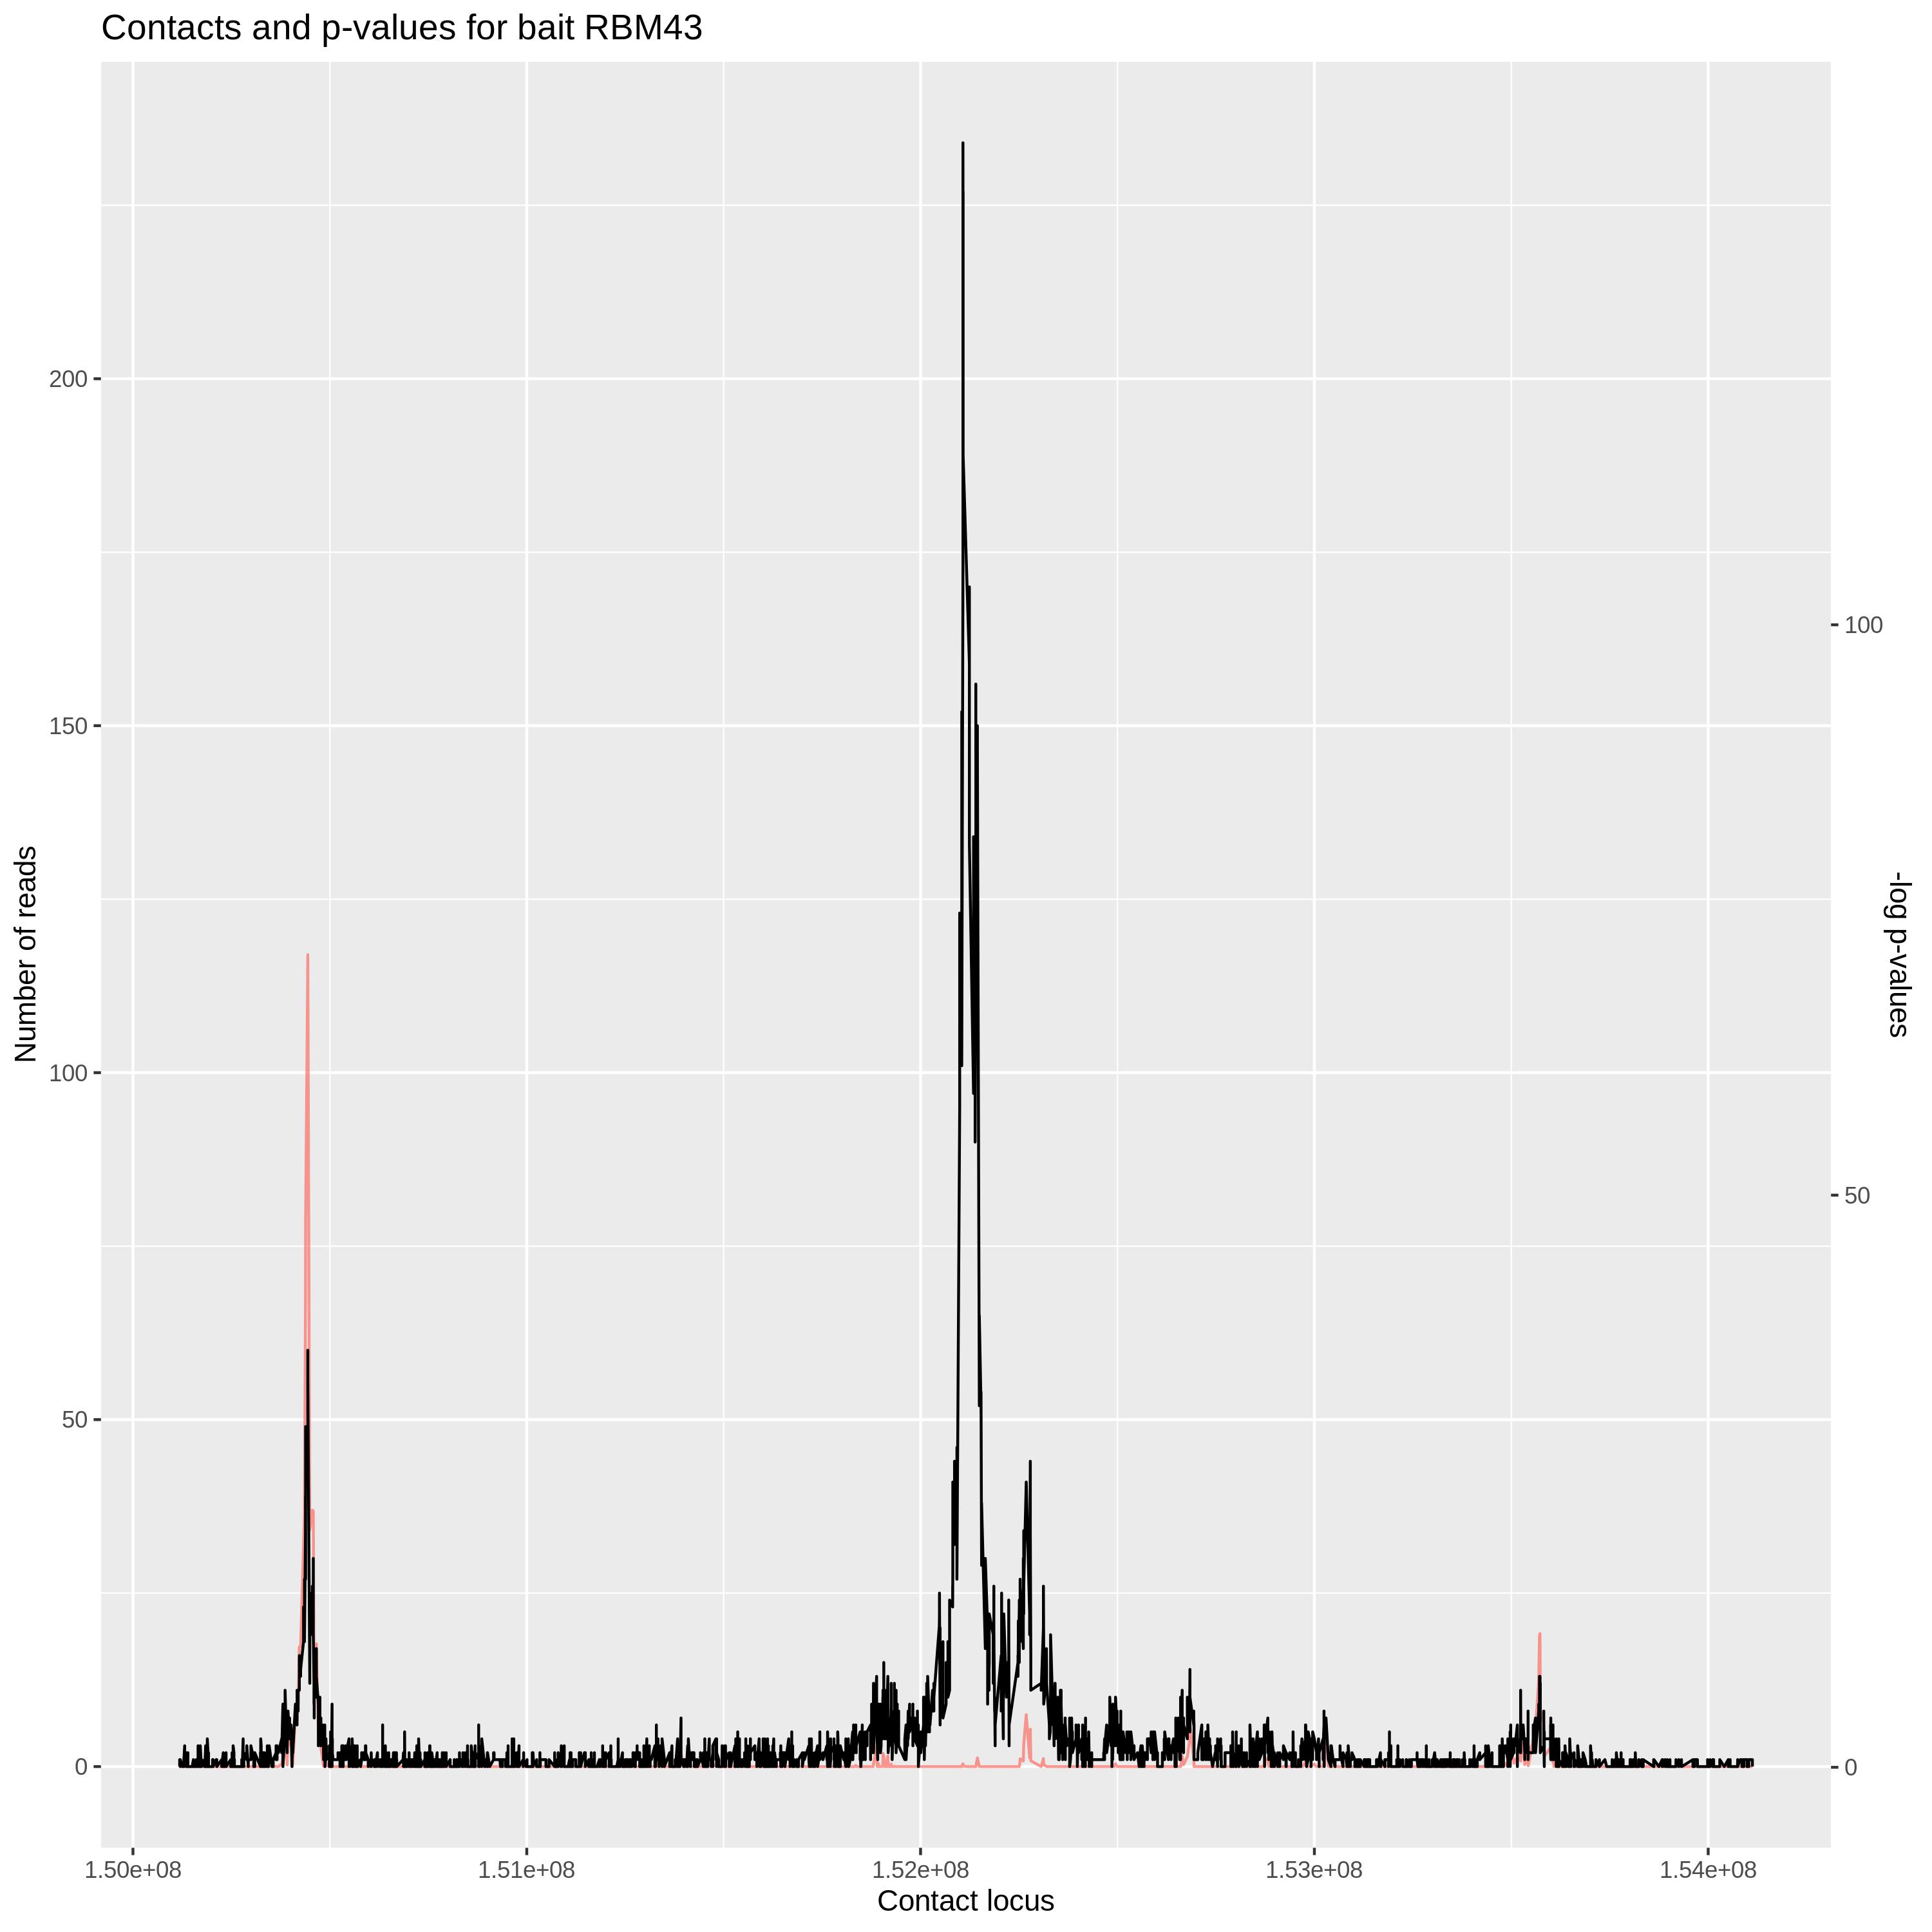 Contacts and p-values for bait RBM43
Number of reads
200
150
100
50
0
100
50
0
-log p-values
1.50e+08 1.51e+08 1.52e+08 1.53e+08 1.54e+08
Contact locus